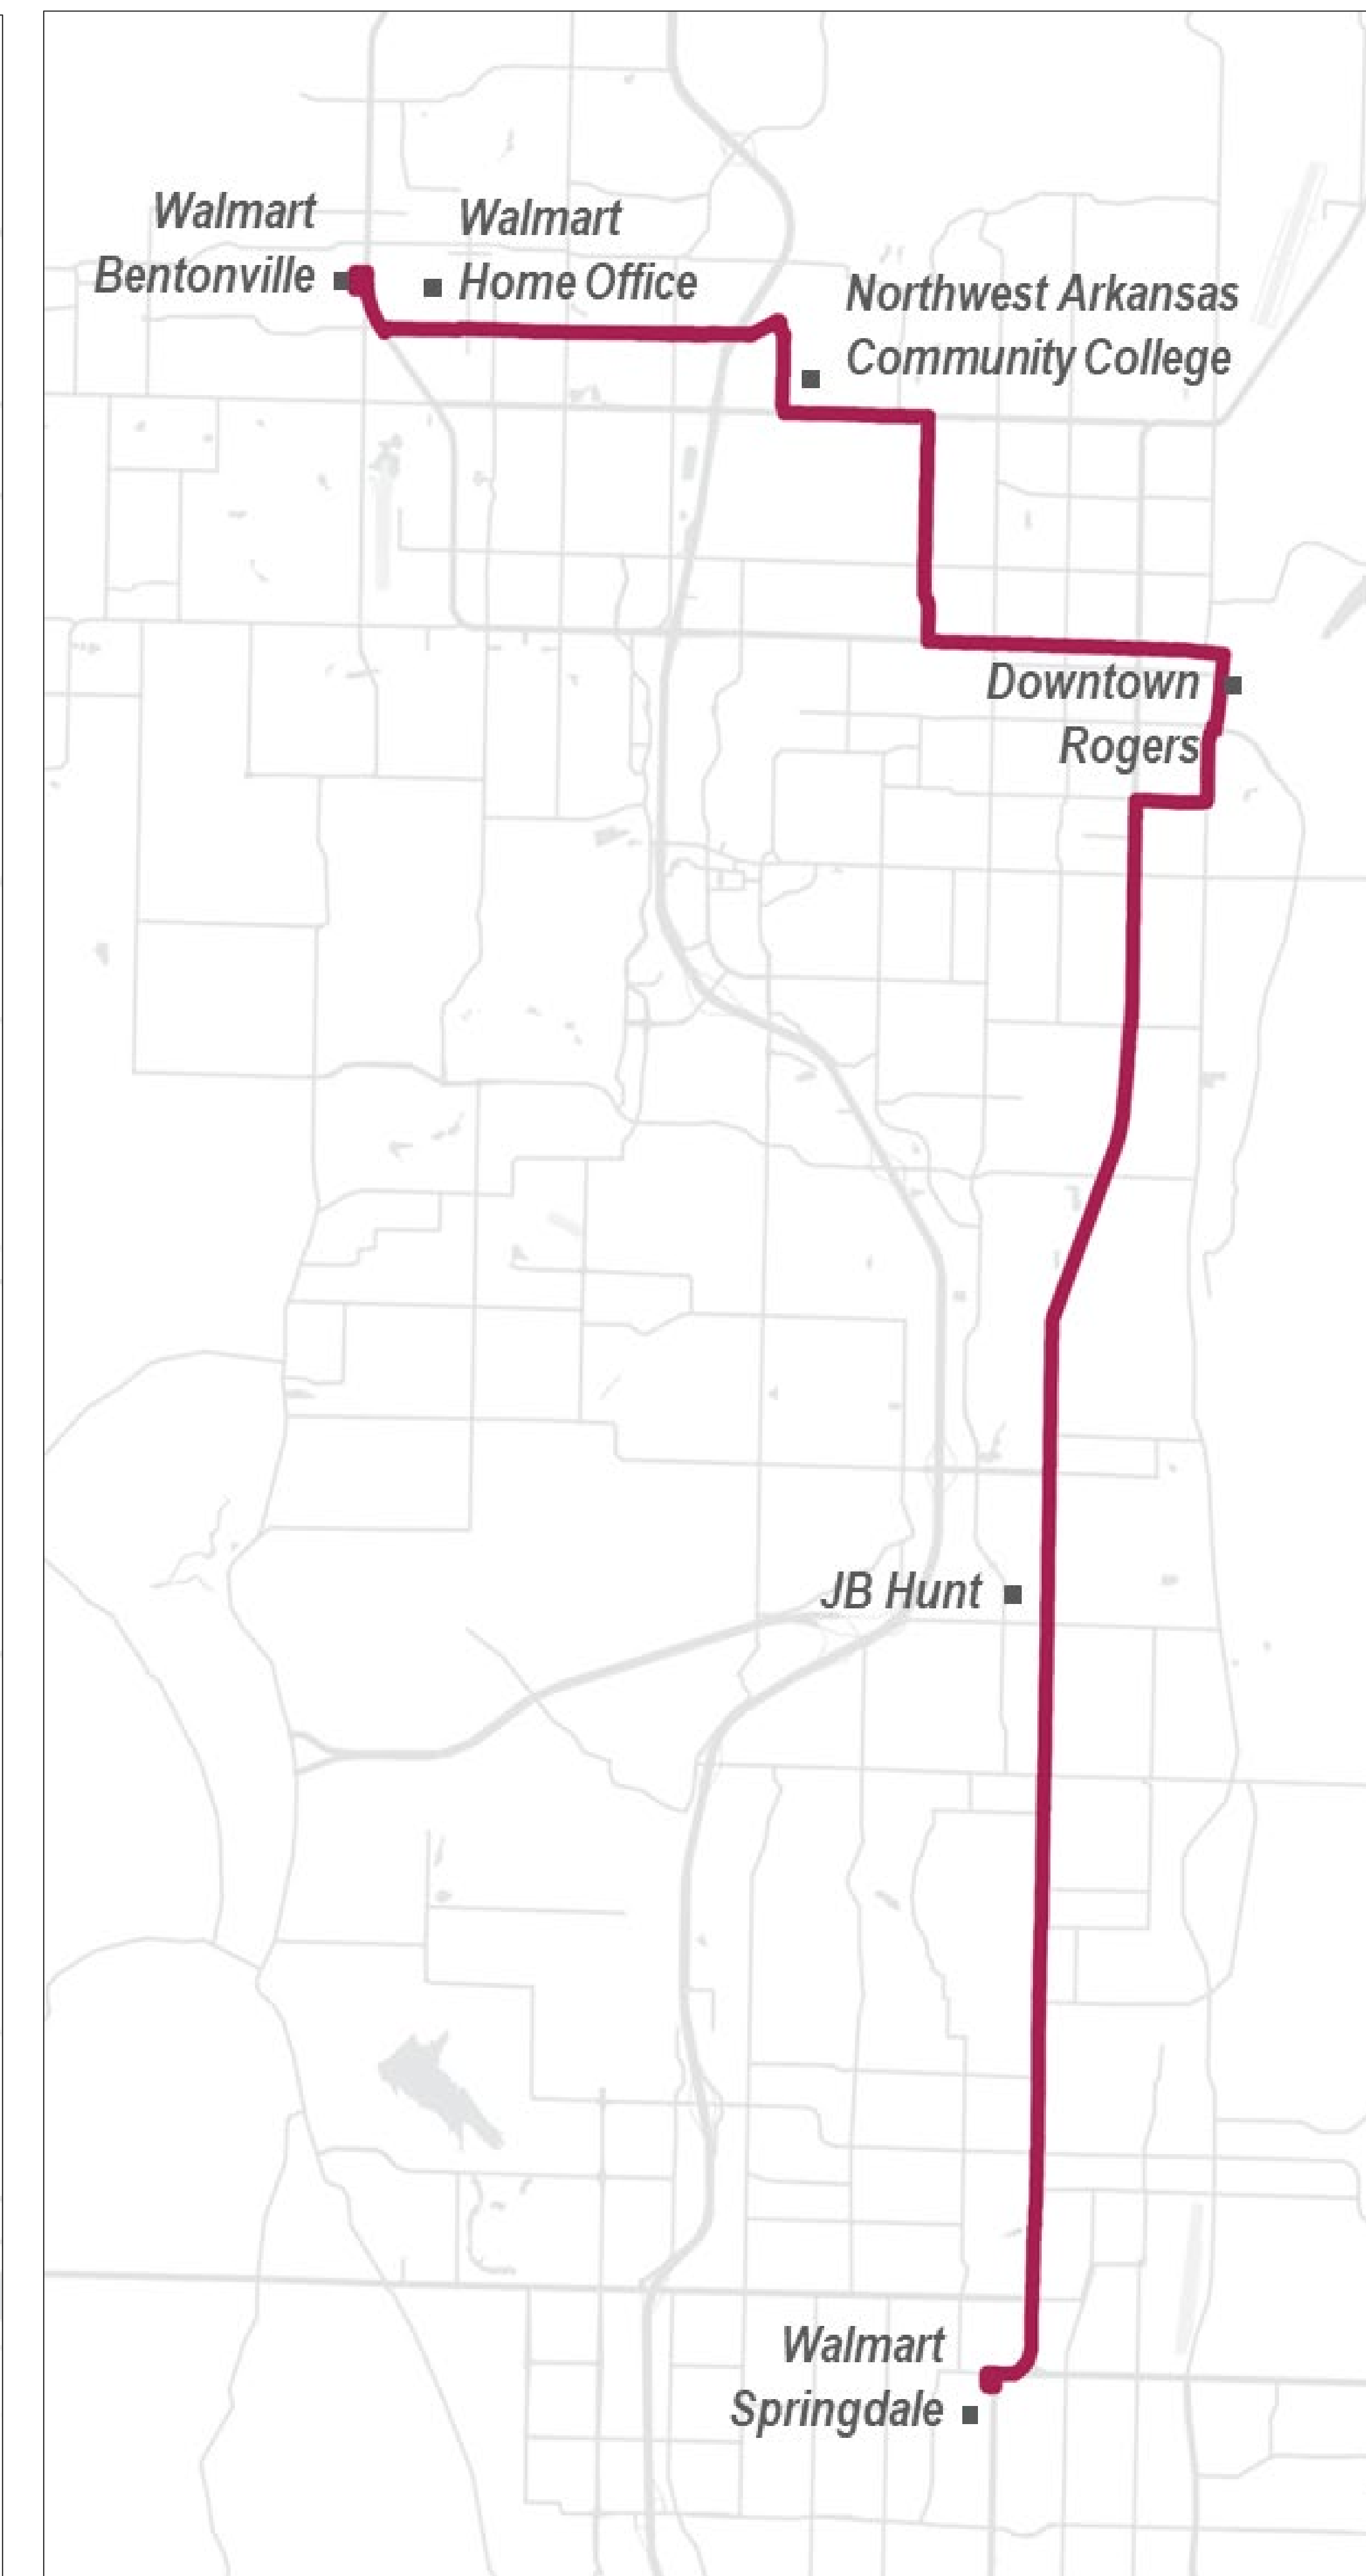 Walmart
Bentonville
Walmart
Home Office
Northwest Arkansas
Community College
Downtown
Rogers
JB Hunt
Walmart
Springdale